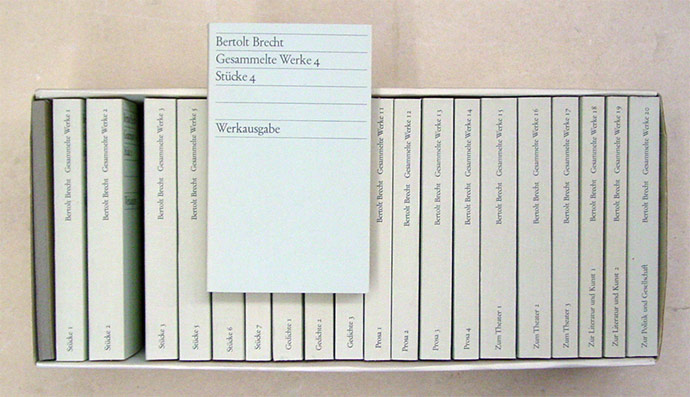 Bertolt Brecht
Gesammelte Werke 4
Stücke 4
Werkausgabe
Stücke 1 Bertolt Brecht Gesammelte Werke 1
Stücke 2 Bertolt Brecht Gesammelte Werke 2
Stücke 3 Bertolt Brecht Gesammelte Werke 3
Stücke 5 Bertolt Brecht Gesammelte Werke 5
Stücke 6
Stücke 7
Gedichte 1
Gedichte 2
Gedichte 3
Prosa 1 Bertolt Brecht Gesammelte Werke 11
Prosa 2 Bertolt Brecht Gesammelte Werke 12
Prosa 3 Bertolt Brecht Gesammelte Werke 13
Prosa 4 Bertolt Brecht Gesammelte Werke 14
Zum Theater 1 Bertolt Brecht Gesammelte Werke 15
Zum Theater 2 Bertolt Brecht Gesammelte Werke 16
Zum Theater 3 Bertolt Brecht Gesammelte Werke 17
Zur Literatur und Kunst 1 Bertolt Brecht Gesammelte Werke 18
Zur Literatur und Kunst 2 Bertolt Brecht Gesammelte Werke 19
Zur Politik und Gesellschaft Bertolt Brecht Gesammelte Werke 20